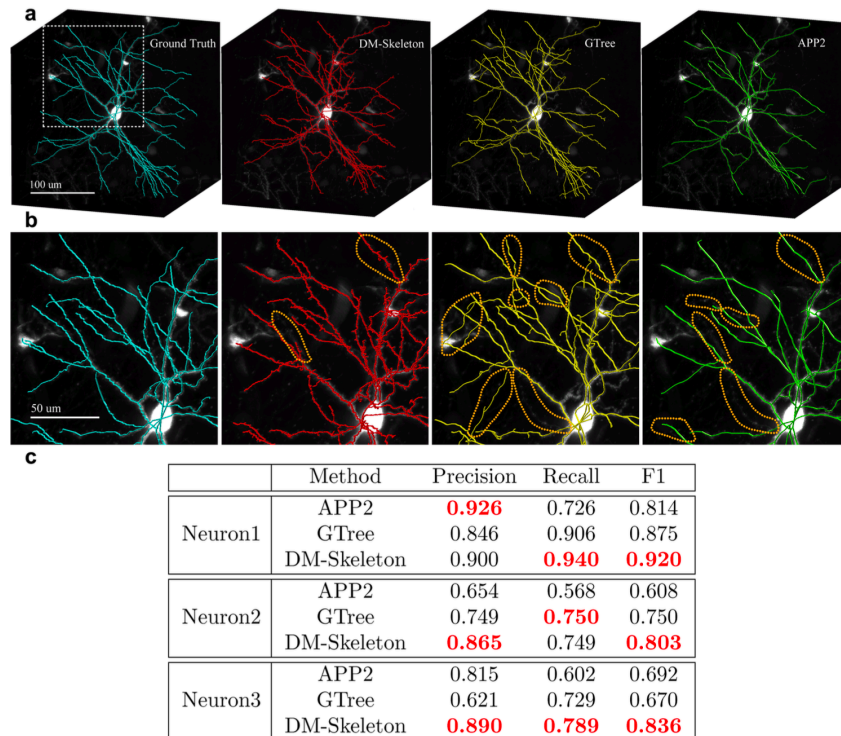 a
Ground Truth DM-Skeleton GTree APP2
100 um
b
50 um
c
Method Precision Recall F1
Neuron1
APP2 0.926 0.726 0.814
GTree 0.846 0.906 0.875
DM-Skeleton 0.900 0.940 0.920
Neuron2
APP2 0.654 0.568 0.608
GTree 0.749 0.750 0.750
DM-Skeleton 0.865 0.749 0.803
Neuron3
APP2 0.815 0.602 0.692
GTree 0.621 0.729 0.670
DM-Skeleton 0.890 0.789 0.836